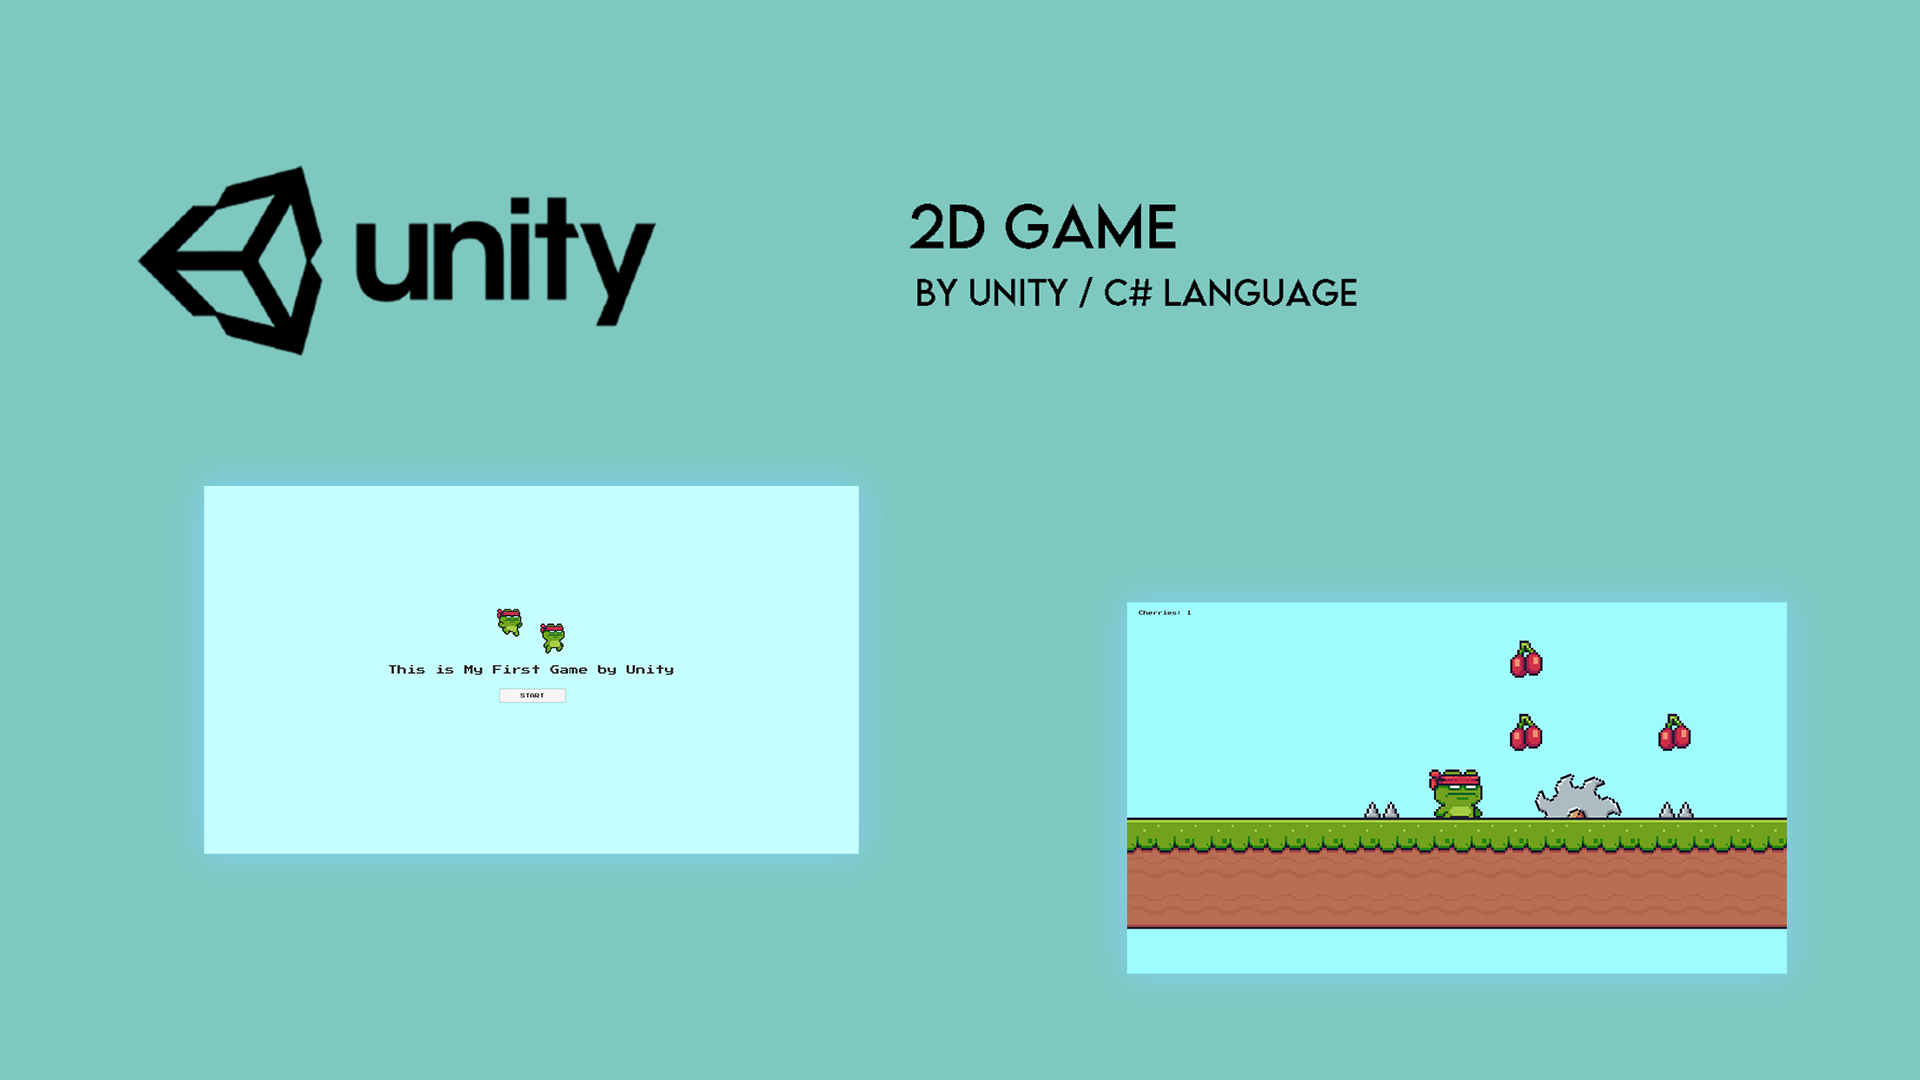 unity
2D GAME
BY UNITY / C# LANGUAGE
This is My First Game by Unity
START
Cherries: 1